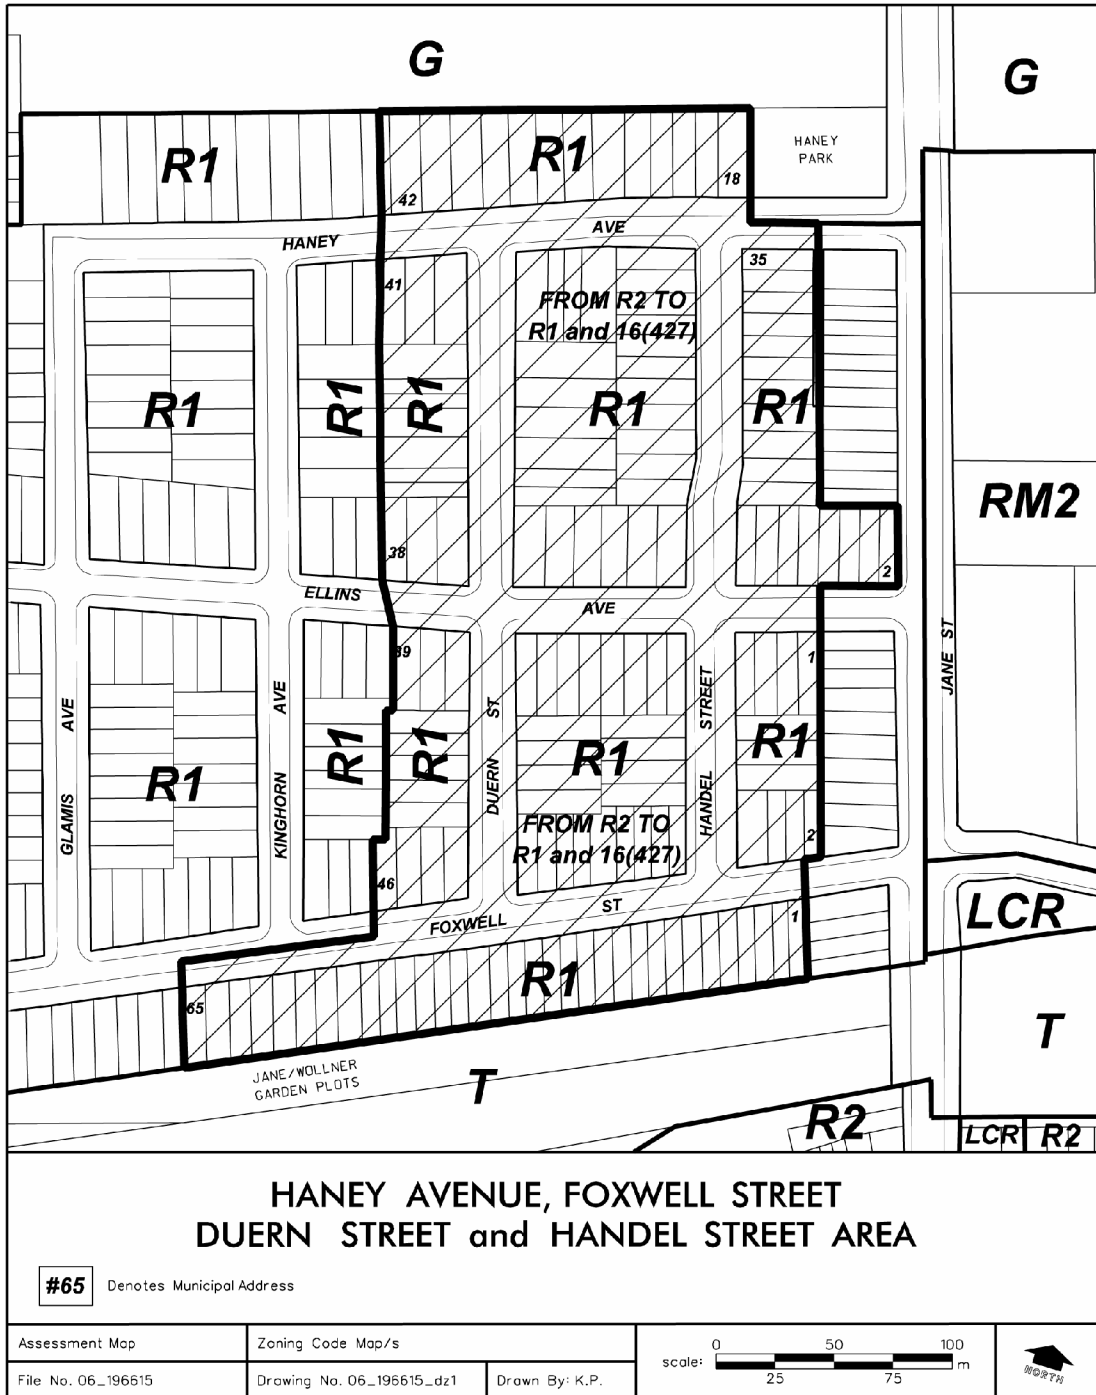 G
G
R1
R1
HANEY
PARK
42
18
HANEY
AVE
41
35
FROM R2 TO
R1 and 16(427)
R1
R1
R1
R1
R1
RM2
38
2
ELLINS
AVE
39
1
GLAMIS AVE
KINGHORN AVE
DUERN ST
HANDEL STREET
JANE ST
R1
R1
R1
R1
R1
FROM R2 TO
R1 and 16(427)
2
46
FOXWELL
ST
1
LCR
R1
65
T
JANE/WOLLNER
GARDEN PLOTS
T
R2
LCR
R2
HANEY AVENUE, FOXWELL STREET
DUERN STREET and HANDEL STREET AREA
#65 Denotes Municipal Address
Assessment Map
Zoning Code Map/s
File No. 06_196615
Drawing No. 06_196615_dz1
Drawn By: K.P.
scale:
0 50 100
25 75
m
NORTH